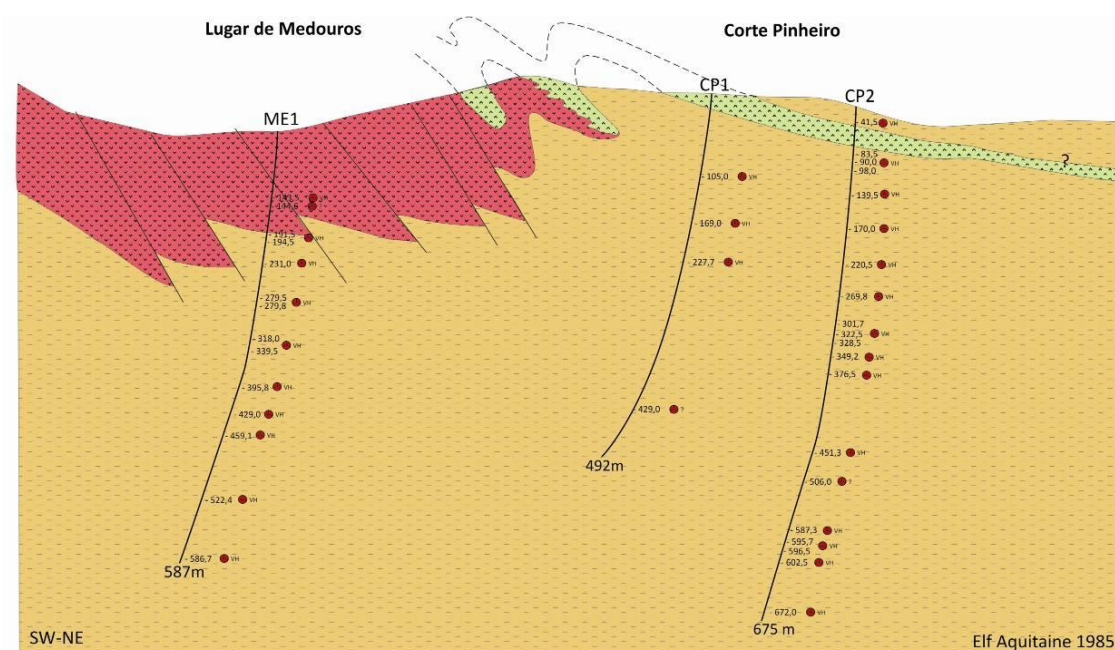 Lugar de Medouros
Corte Pinheiro
ME1
144,6
191,5 VH
194,5
231,0 VH
279,5
279,8 VH
318,0
339,5 VH
395,8 VH
429,0 VH
459,1 VH
522,4 VH
586,7 VH
587m
CP1
105,0 VH
169,0 VH
227,7 VH
429,0 ?
492m
CP2
41,5 VH
83,5
90,0 VH
98,0
139,5 VH
170,0 VH
220,5 VH
269,8 VH
301,7
322,5 VH
328,5
349,2 VH
376,5 VH
451,3 VH
506,0 ?
587,3 VH
595,7 VH
596,5
602,5 VH
672,0 VH
675 m
?
SW-NE
Elf Aquitaine 1985